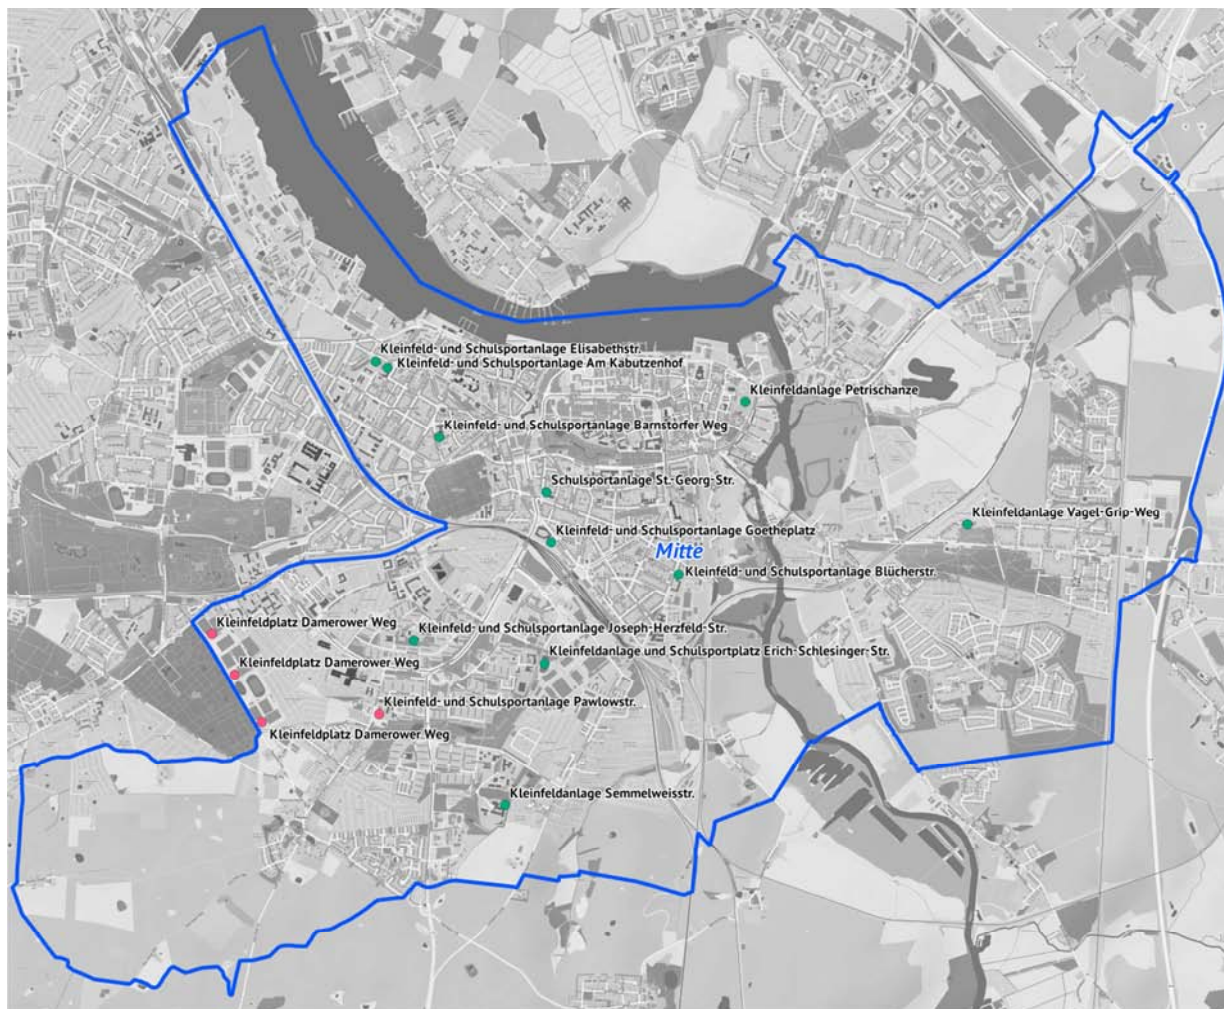 Kleinfeld- und Schulsportanlage Elisabethstr.
Kleinfeld- und Schulsportanlage Am Kabutzenhof
Kleinfeldanlage Petrischanze
Kleinfeld- und Schulsportanlage Barnstorfer Weg
Schulsportanlage St.-Georg-Str.
Kleinfeldanlage Vagel-Grip-Weg
Kleinfeld- und Schulsportanlage Goetheplatz
Mitte
Kleinfeld- und Schulsportanlage Blücherstr.
Kleinfeldplatz Damerower Weg
Kleinfeld- und Schulsportanlage Joseph-Herzfeld-Str.
Kleinfeldanlage und Schulsportplatz Erich-Schlesinger-Str.
Kleinfeldplatz Damerower Weg
Kleinfeld- und Schulsportanlage Pawlowstr.
Kleinfeldplatz Damerower Weg
Kleinfeldanlage Semmelweisstr.